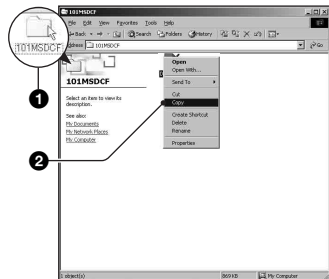 101MSDCF
File Edit View Favorites Tools Help
Back Search Folders History
Address 101MSDCF Go
101MSDCF
1
101MSDCF
Select an item to view its
description.
See also:
My Documents
My Network Places
My Computer
Open
Open With...
Send To
Cut
Copy
Create Shortcut
Delete
Rename
Properties
2
1 object(s) 869 KB My Computer